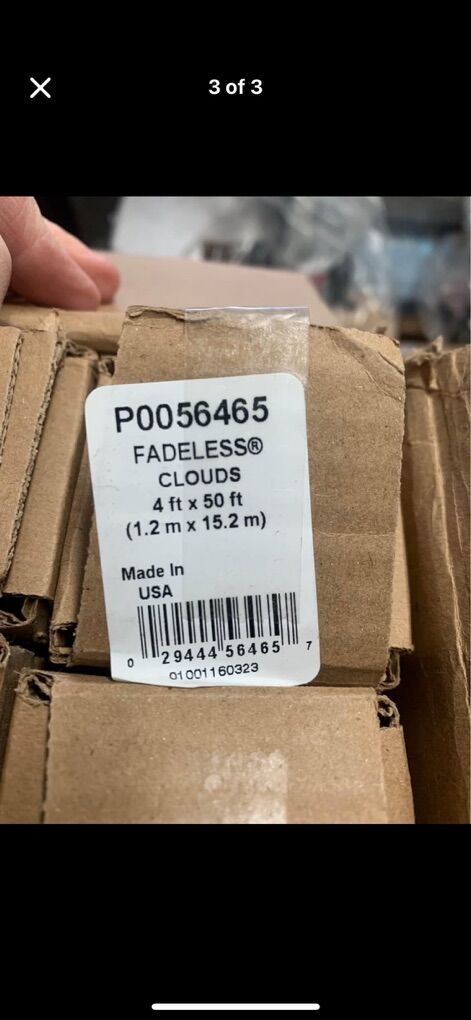 3 of 3
P0056465
FADELESS®
CLOUDS
4 ft x 50 ft
(1.2 m x 15.2 m)
Made In
USA
0 29444 56465 7
01001160323